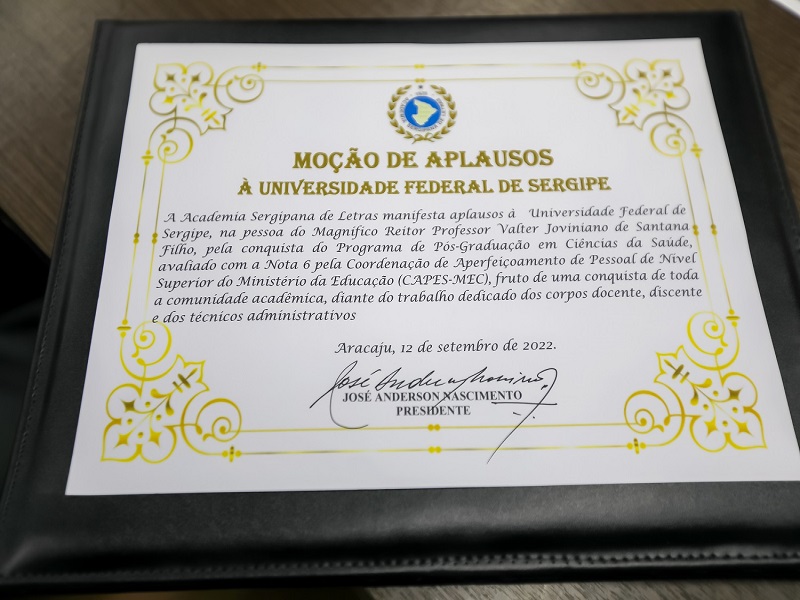 MOÇÃO DE APLAUSOS
À UNIVERSIDADE FEDERAL DE SERGIPE
A Academia Sergipana de Letras manifesta aplausos à Universidade Federal de
Sergipe, na pessoa do Magnífico Reitor Professor Valter Joviniano de Santana
Filho, pela conquista do Programa de Pós-Graduação em Ciências da Saúde,
avaliado com a Nota 6 pela Coordenação de Aperfeiçoamento de Pessoal de Nível
Superior do Ministério da Educação (CAPES-MEC), fruto de uma conquista de toda
a comunidade acadêmica, diante do trabalho dedicado dos corpos docente, discente
e dos técnicos administrativos
Aracaju, 12 de setembro de 2022.
JOSÉ ANDERSON NASCIMENTO
PRESIDENTE